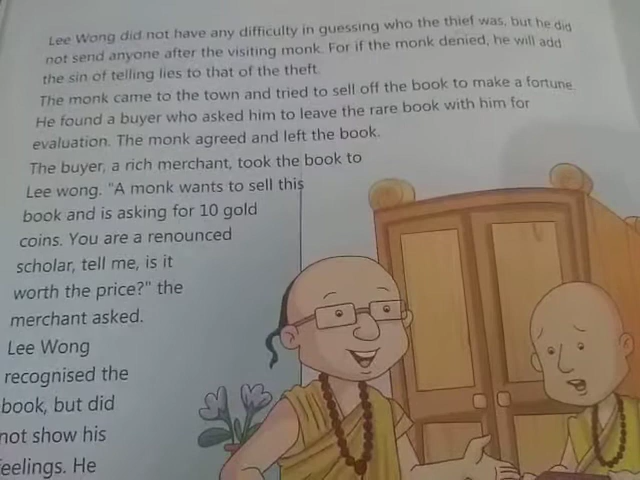 Lee Wong did not have any difficulty in guessing who the thief was, but he did
not send anyone after the visiting monk. For if the monk denied, he will add
the sin of telling lies to that of the theft.
The monk came to the town and tried to sell off the book to make a fortune.
He found a buyer who asked him to leave the rare book with him for
evaluation. The monk agreed and left the book.
The buyer, a rich merchant, took the book to
Lee wong. "A monk wants to sell this
book and is asking for 10 gold
coins. You are a renounced
scholar, tell me, is it
worth the price?" the
merchant asked.
Lee Wong
recognised the
book, but did
not show his
feelings. He